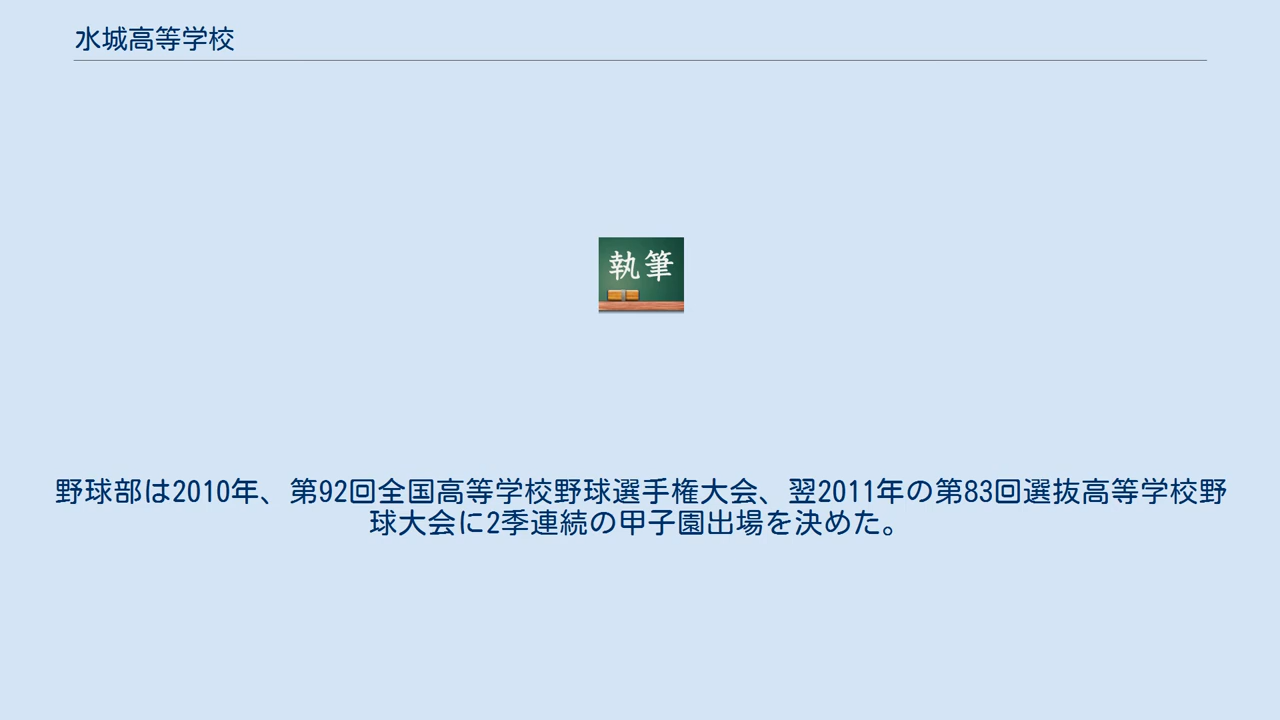 水城高等学校
執筆
野球部は2010年、第92回全国高等学校野球選手権大会、翌2011年の第83回選抜高等学校野
球大会に2季連続の甲子園出場を決めた。